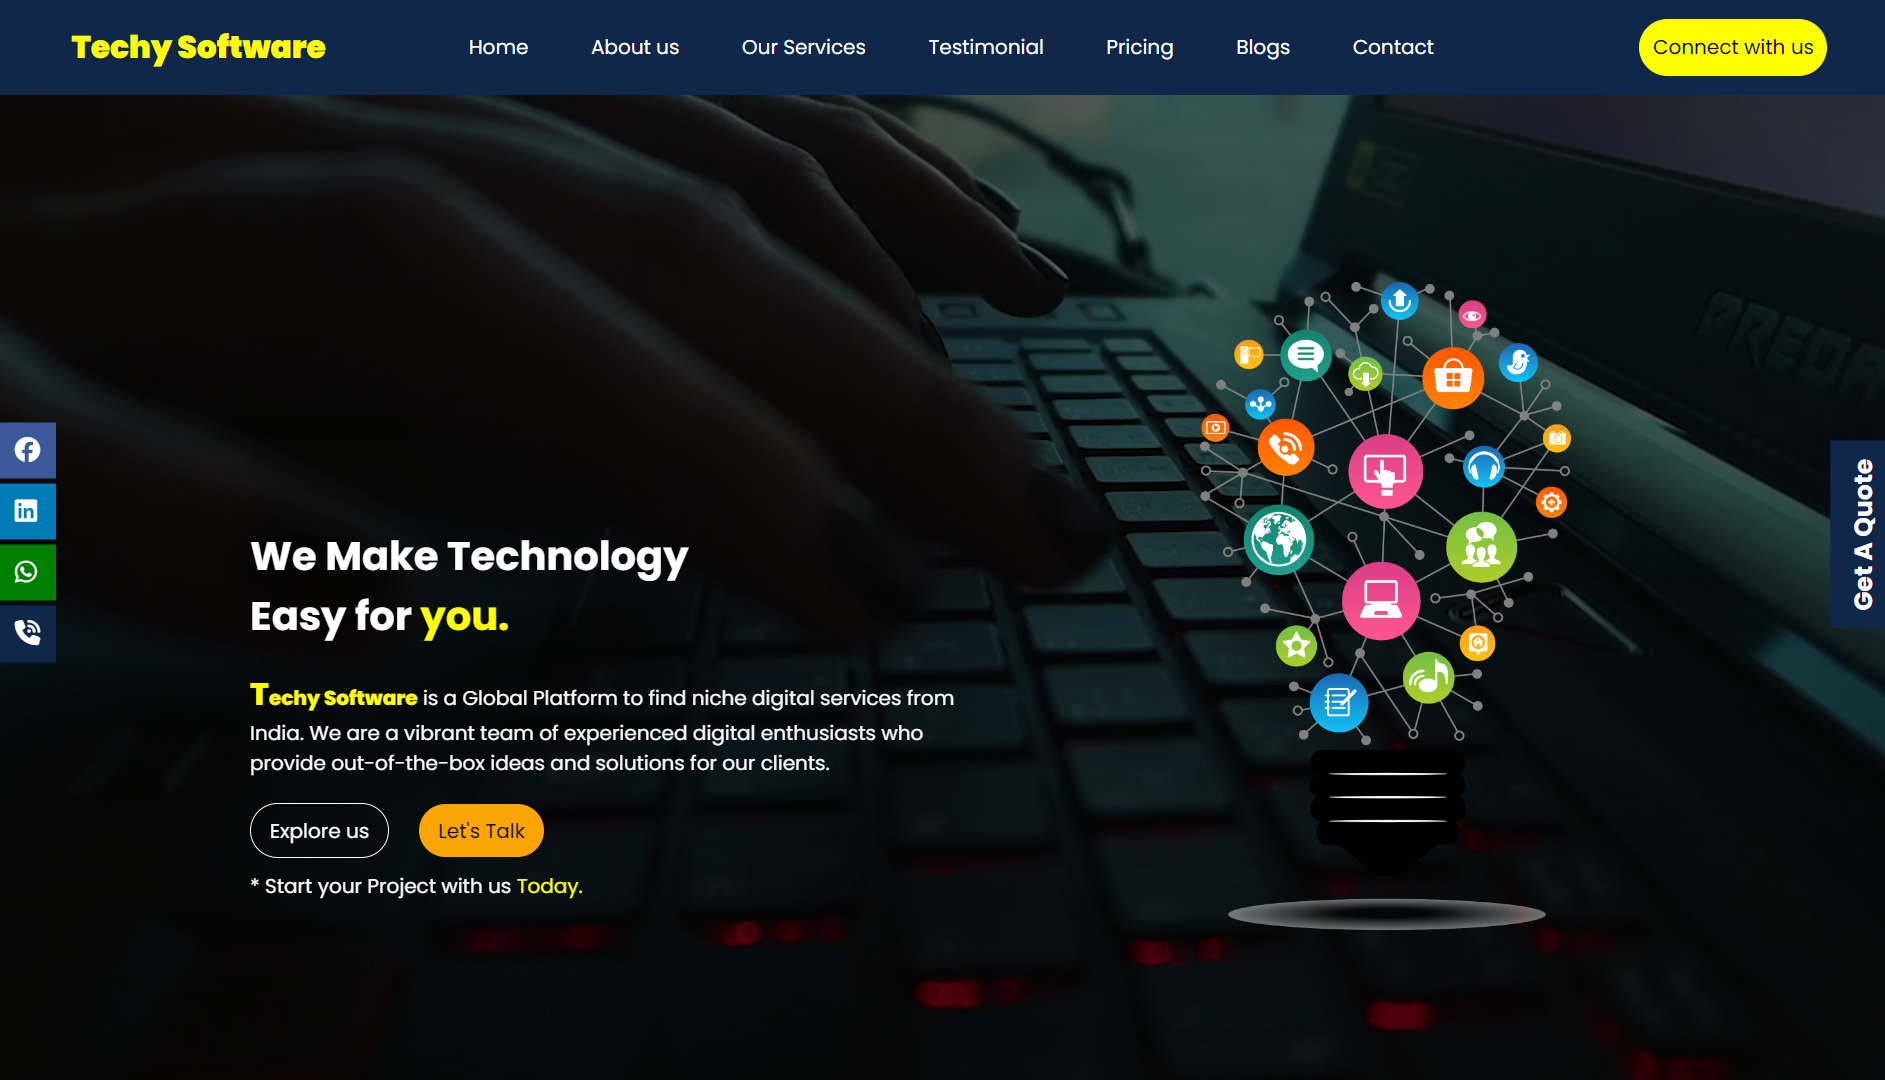 Techy Software
Home
About us
Our Services
Testimonial
Pricing
Blogs
Contact
Connect with us
PREDA
We Make Technology
Easy for you.
Techy Software is a Global Platform to find niche digital services from
India. We are a vibrant team of experienced digital enthusiasts who
provide out-of-the-box ideas and solutions for our clients.
Explore us
Let's Talk
* Start your Project with us Today.
Get A Quote